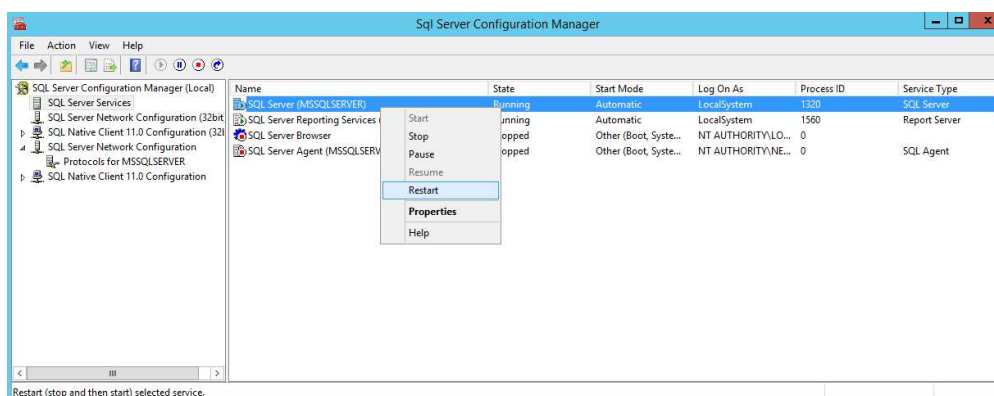 Sql Server Configuration Manager
File Action View Help
SQL Server Configuration Manager (Local)
SQL Server Services
SQL Server Network Configuration (32bit
SQL Native Client 11.0 Configuration (32l
SQL Server Network Configuration
Protocols for MSSQLSERVER
SQL Native Client 11.0 Configuration
Name State Start Mode Log On As Process ID Service Type
SQL Server (MSSQLSERVER) Running Automatic LocalSystem 1320 SQL Server
SQL Server Reporting Services ( unning Automatic LocalSystem 1560 Report Server
SQL Server Browser opped Other (Boot, Syste... NT AUTHORITY\LO... 0
SQL Server Agent (MSSQLSERV opped Other (Boot, Syste... NT AUTHORITY\NE... 0 SQL Agent
Start
Stop
Pause
Resume
Restart
Properties
Help
Restart (stop and then start) selected service.